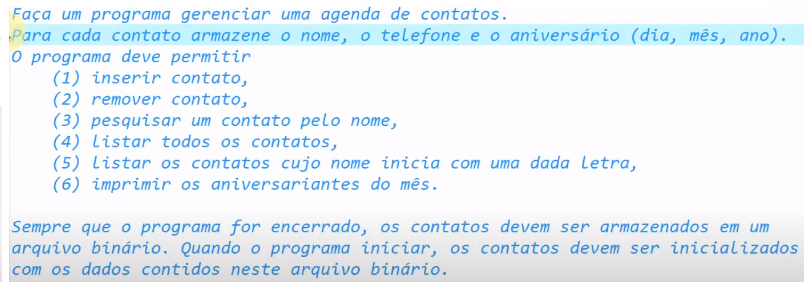 Faça um programa gerenciar uma agenda de contatos.
Para cada contato armazene o nome, o telefone e o aniversário (dia, mês, ano).
O programa deve permitir
(1) inserir contato,
(2) remover contato,
(3) pesquisar um contato pelo nome,
(4) listar todos os contatos,
(5) listar os contatos cujo nome inicia com uma dada letra,
(6) imprimir os aniversariantes do mês.
Sempre que o programa for encerrado, os contatos devem ser armazenados em um
arquivo binário. Quando o programa iniciar, os contatos devem ser inicializados
com os dados contidos neste arquivo binário.